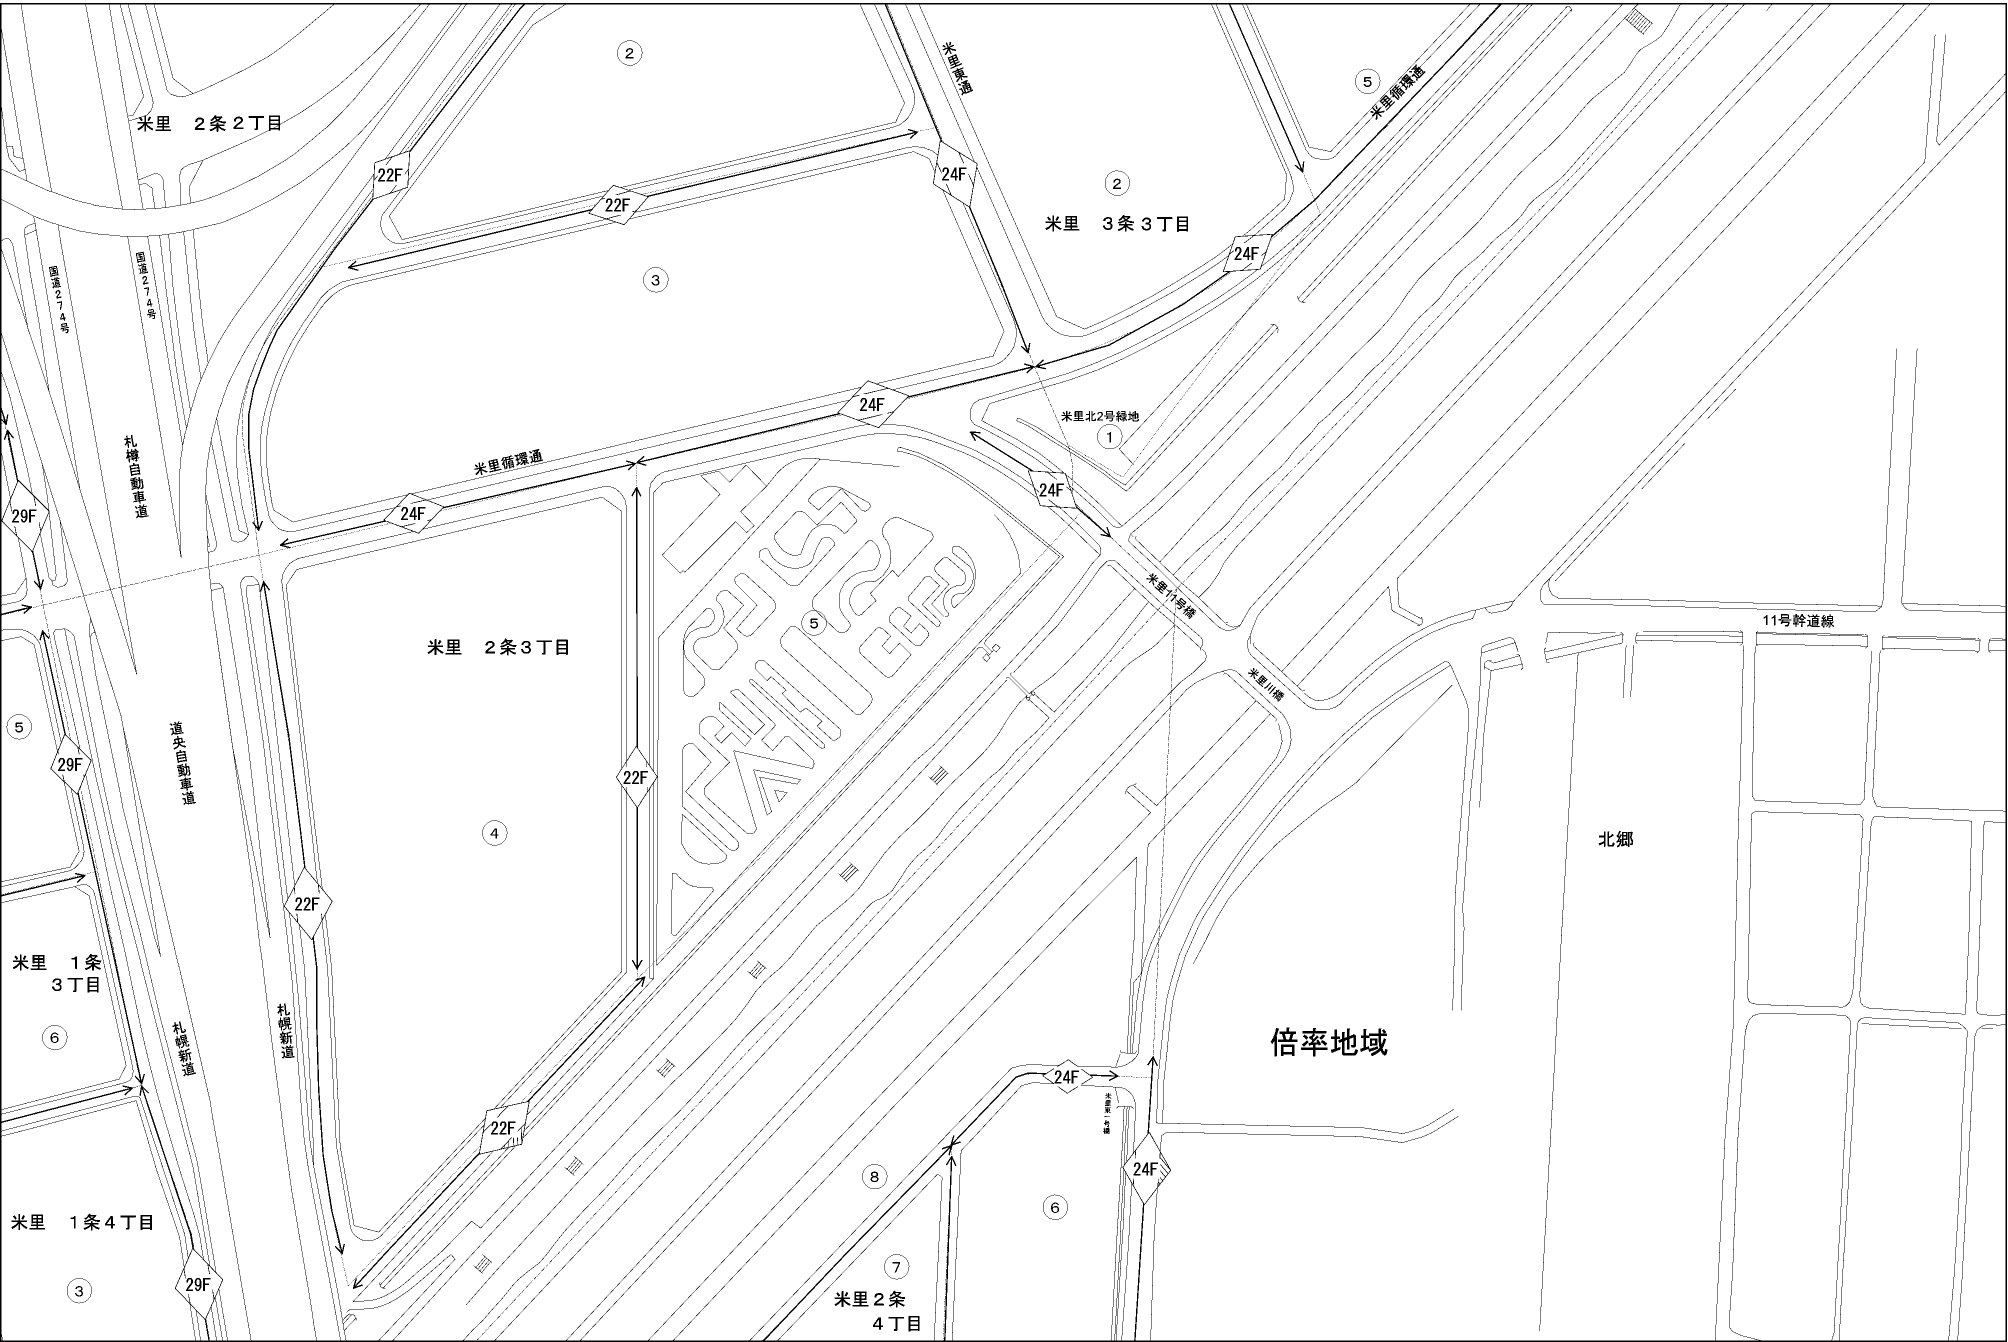 ②
米里東通
⑤
米里循環通
米里　２条２丁目
22F
24F
②
22F
米里　３条３丁目
24F
国道274号
国道274号
③
24F
米里循環通
米里北2号緑地
①
札樽自動車道
24F
29F
24F
米里11号橋
11号幹道線
⑤
米里　２条３丁目
米里川橋
⑤
道央自動車道
29F
22F
④
北郷
22F
米里　１条
３丁目
札幌新道
札幌新道
⑥
倍率地域
24F
米里東一号橋
22F
24F
⑧
⑥
米里　１条４丁目
③
29F
⑦
米里２条
４丁目